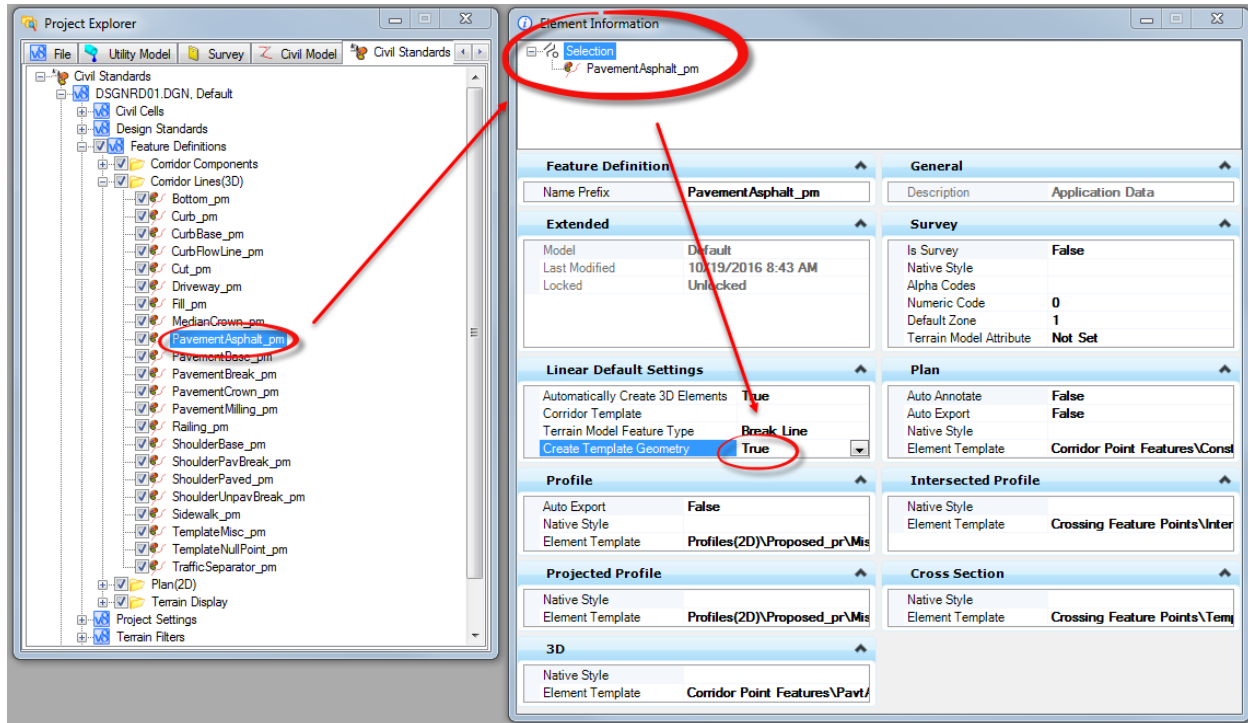 Project Explorer
File Utility Model Survey Civil Model Civil Standards
Civil Standards
DSGNRD01.DGN, Default
Civil Cells
Design Standards
Feature Definitions
Corridor Components
Corridor Lines(3D)
Bottom_pm
Curb_pm
CurbBase_pm
CurbFlowLine_pm
Cut_pm
Driveway_pm
Fill_pm
MedianCrown_pm
PavementAsphalt_pm
PavementBase_pm
PavementBreak_pm
PavementCrown_pm
PavementMilling_pm
Railing_pm
ShoulderBase_pm
ShoulderPavBreak_pm
ShoulderPaved_pm
ShoulderUnpavBreak_pm
Sidewalk_pm
TemplateMisc_pm
TemplateNullPoint_pm
TrafficSeparator_pm
Plan(2D)
Terrain Display
Project Settings
Terrain Filters
Element Information
Selection
PavementAsphalt_pm
Feature Definition
Name Prefix PavementAsphalt_pm
General
Description Application Data
Extended
Model Default
Last Modified 10/19/2016 8:43 AM
Locked Unlocked
Survey
Is Survey False
Native Style
Alpha Codes
Numeric Code 0
Default Zone 1
Terrain Model Attribute Not Set
Linear Default Settings
Automatically Create 3D Elements True
Corridor Template
Terrain Model Feature Type Break Line
Create Template Geometry True
Plan
Auto Annotate False
Auto Export False
Native Style
Element Template Corridor Point Features\Const
Profile
Auto Export False
Native Style
Element Template Profiles(2D)\Proposed_pr\Mis
Intersected Profile
Native Style
Element Template Crossing Feature Points\Inter
Projected Profile
Native Style
Element Template Profiles(2D)\Proposed_pr\Mis
Cross Section
Native Style
Element Template Crossing Feature Points\Temp
3D
Native Style
Element Template Corridor Point Features\PavtA